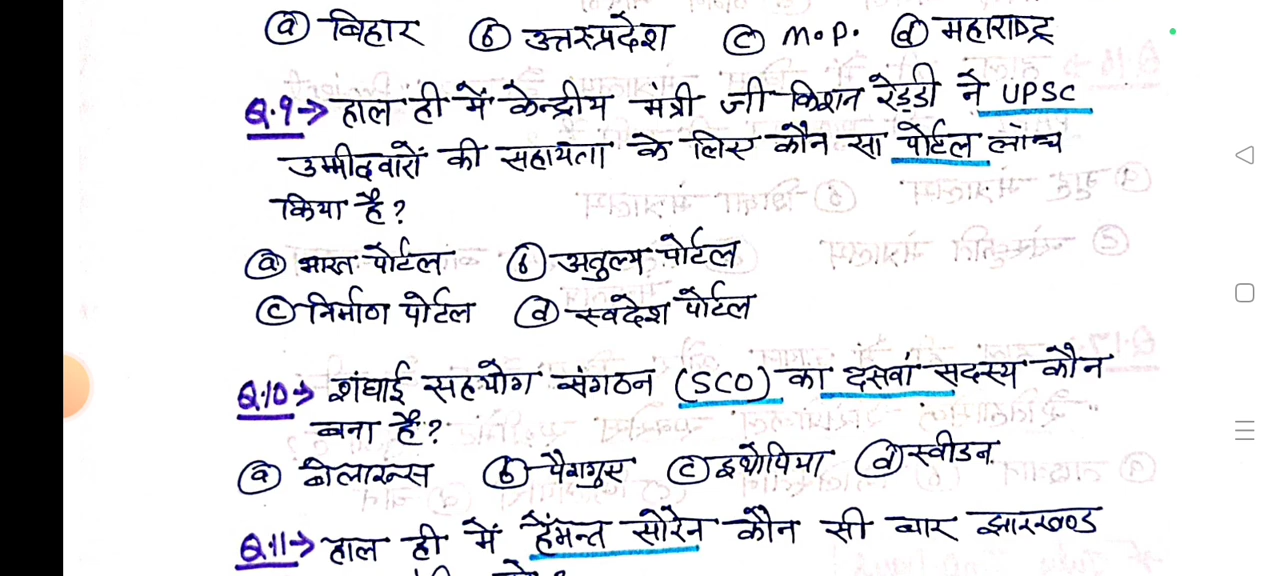 ⓐ बिहार ⓑ उत्तरप्रदेश ⓒ M.P. ⓓ महाराष्ट्र
Q.9→ हाल ही में केन्द्रीय मंत्री जी किशन रेड्डी ने UPSC
उम्मीदवारों की सहायता के लिए कौन सा पोर्टल लॉन्च
किया है?
ⓐ भारत पोर्टल ⓑ अतुल्य पोर्टल
ⓒ निर्माण पोर्टल ⓓ स्वदेश पोर्टल
Q.10→ शंघाई सहयोग संगठन (SCO) का दसवां सदस्य कौन
बना है?
ⓐ बेलारूस ⓑ पैरागुए ⓒ इथोपिया ⓓ स्वीडन
Q.11→ हाल ही में हेंमन्त सोरेन कौन सी बार झारखण्ड